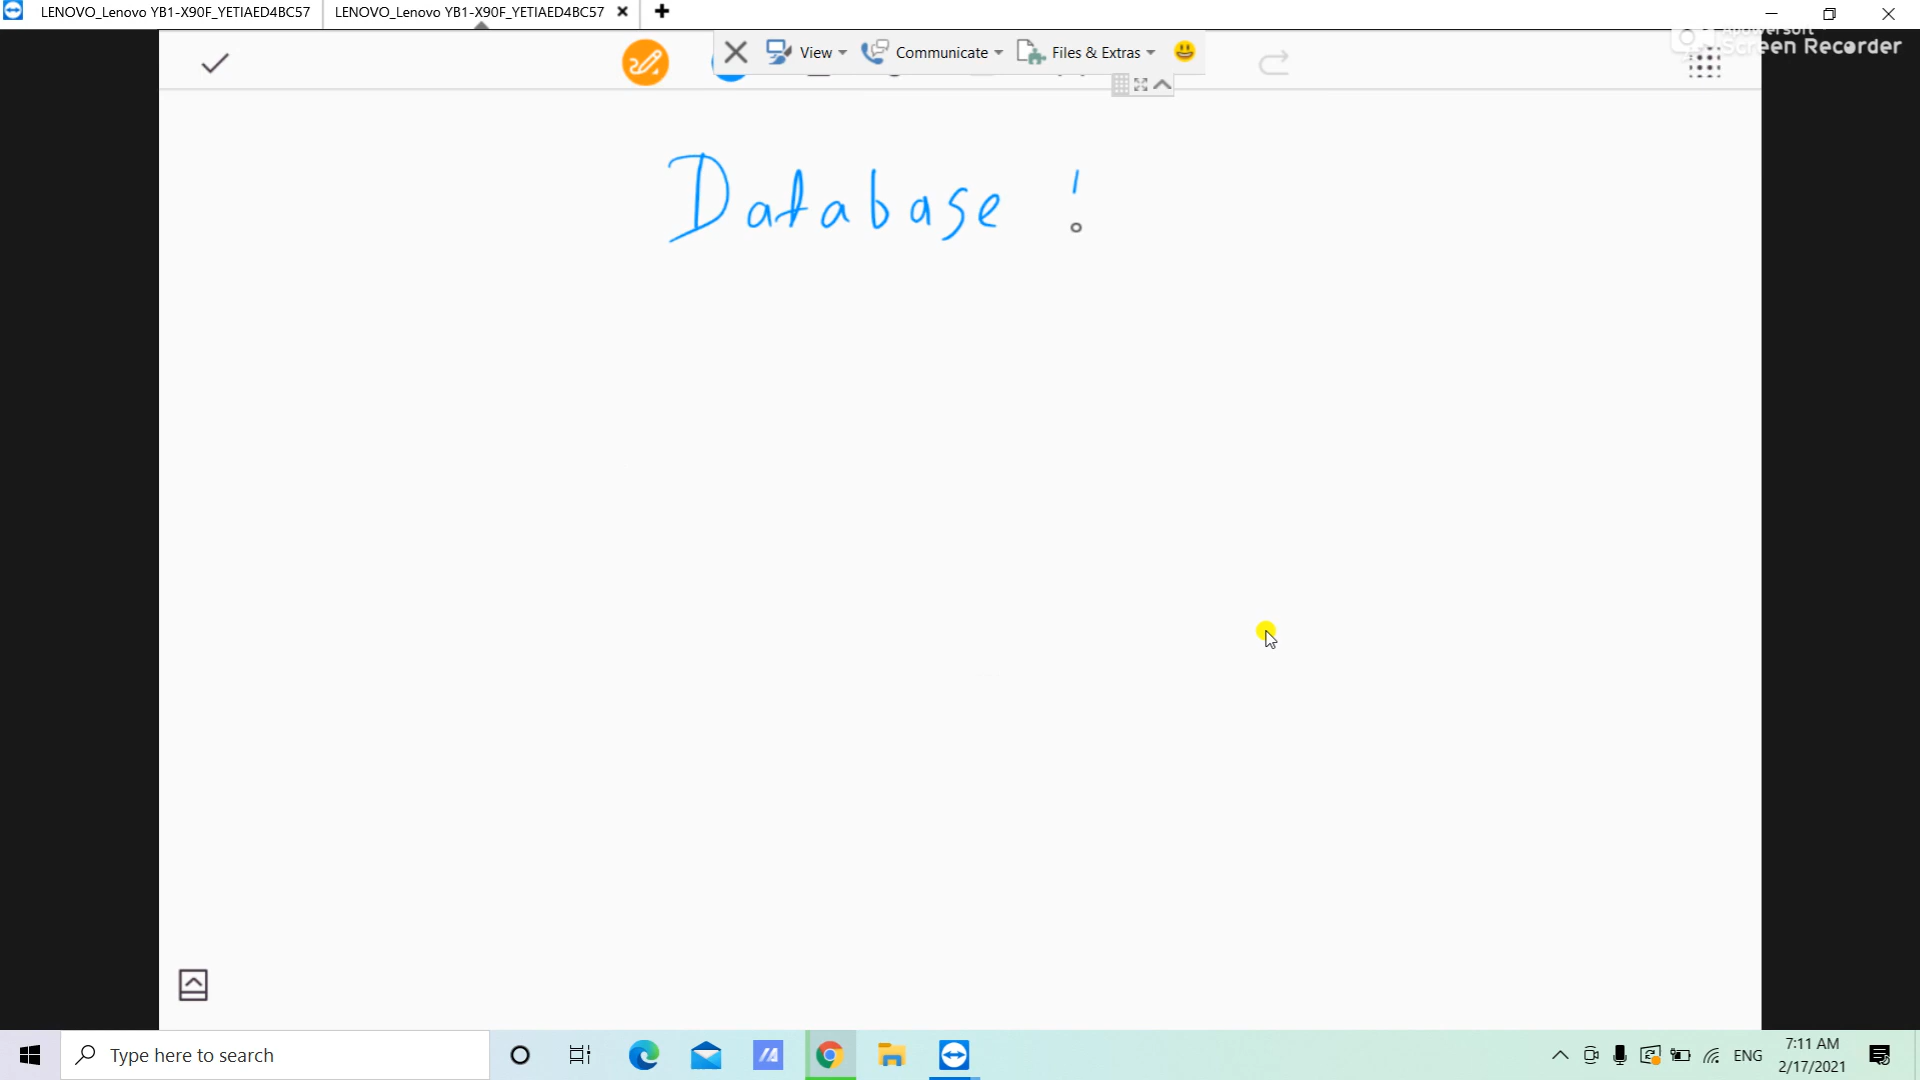 LENOVO_Lenovo YB1-X90F_YETIAED4BC57 LENOVO_Lenovo YB1-X90F_YETIAED4BC57
View Communicate Files & Extras
Screen Recorder
Database :
Type here to search
ENG
7:11 AM
2/17/2021